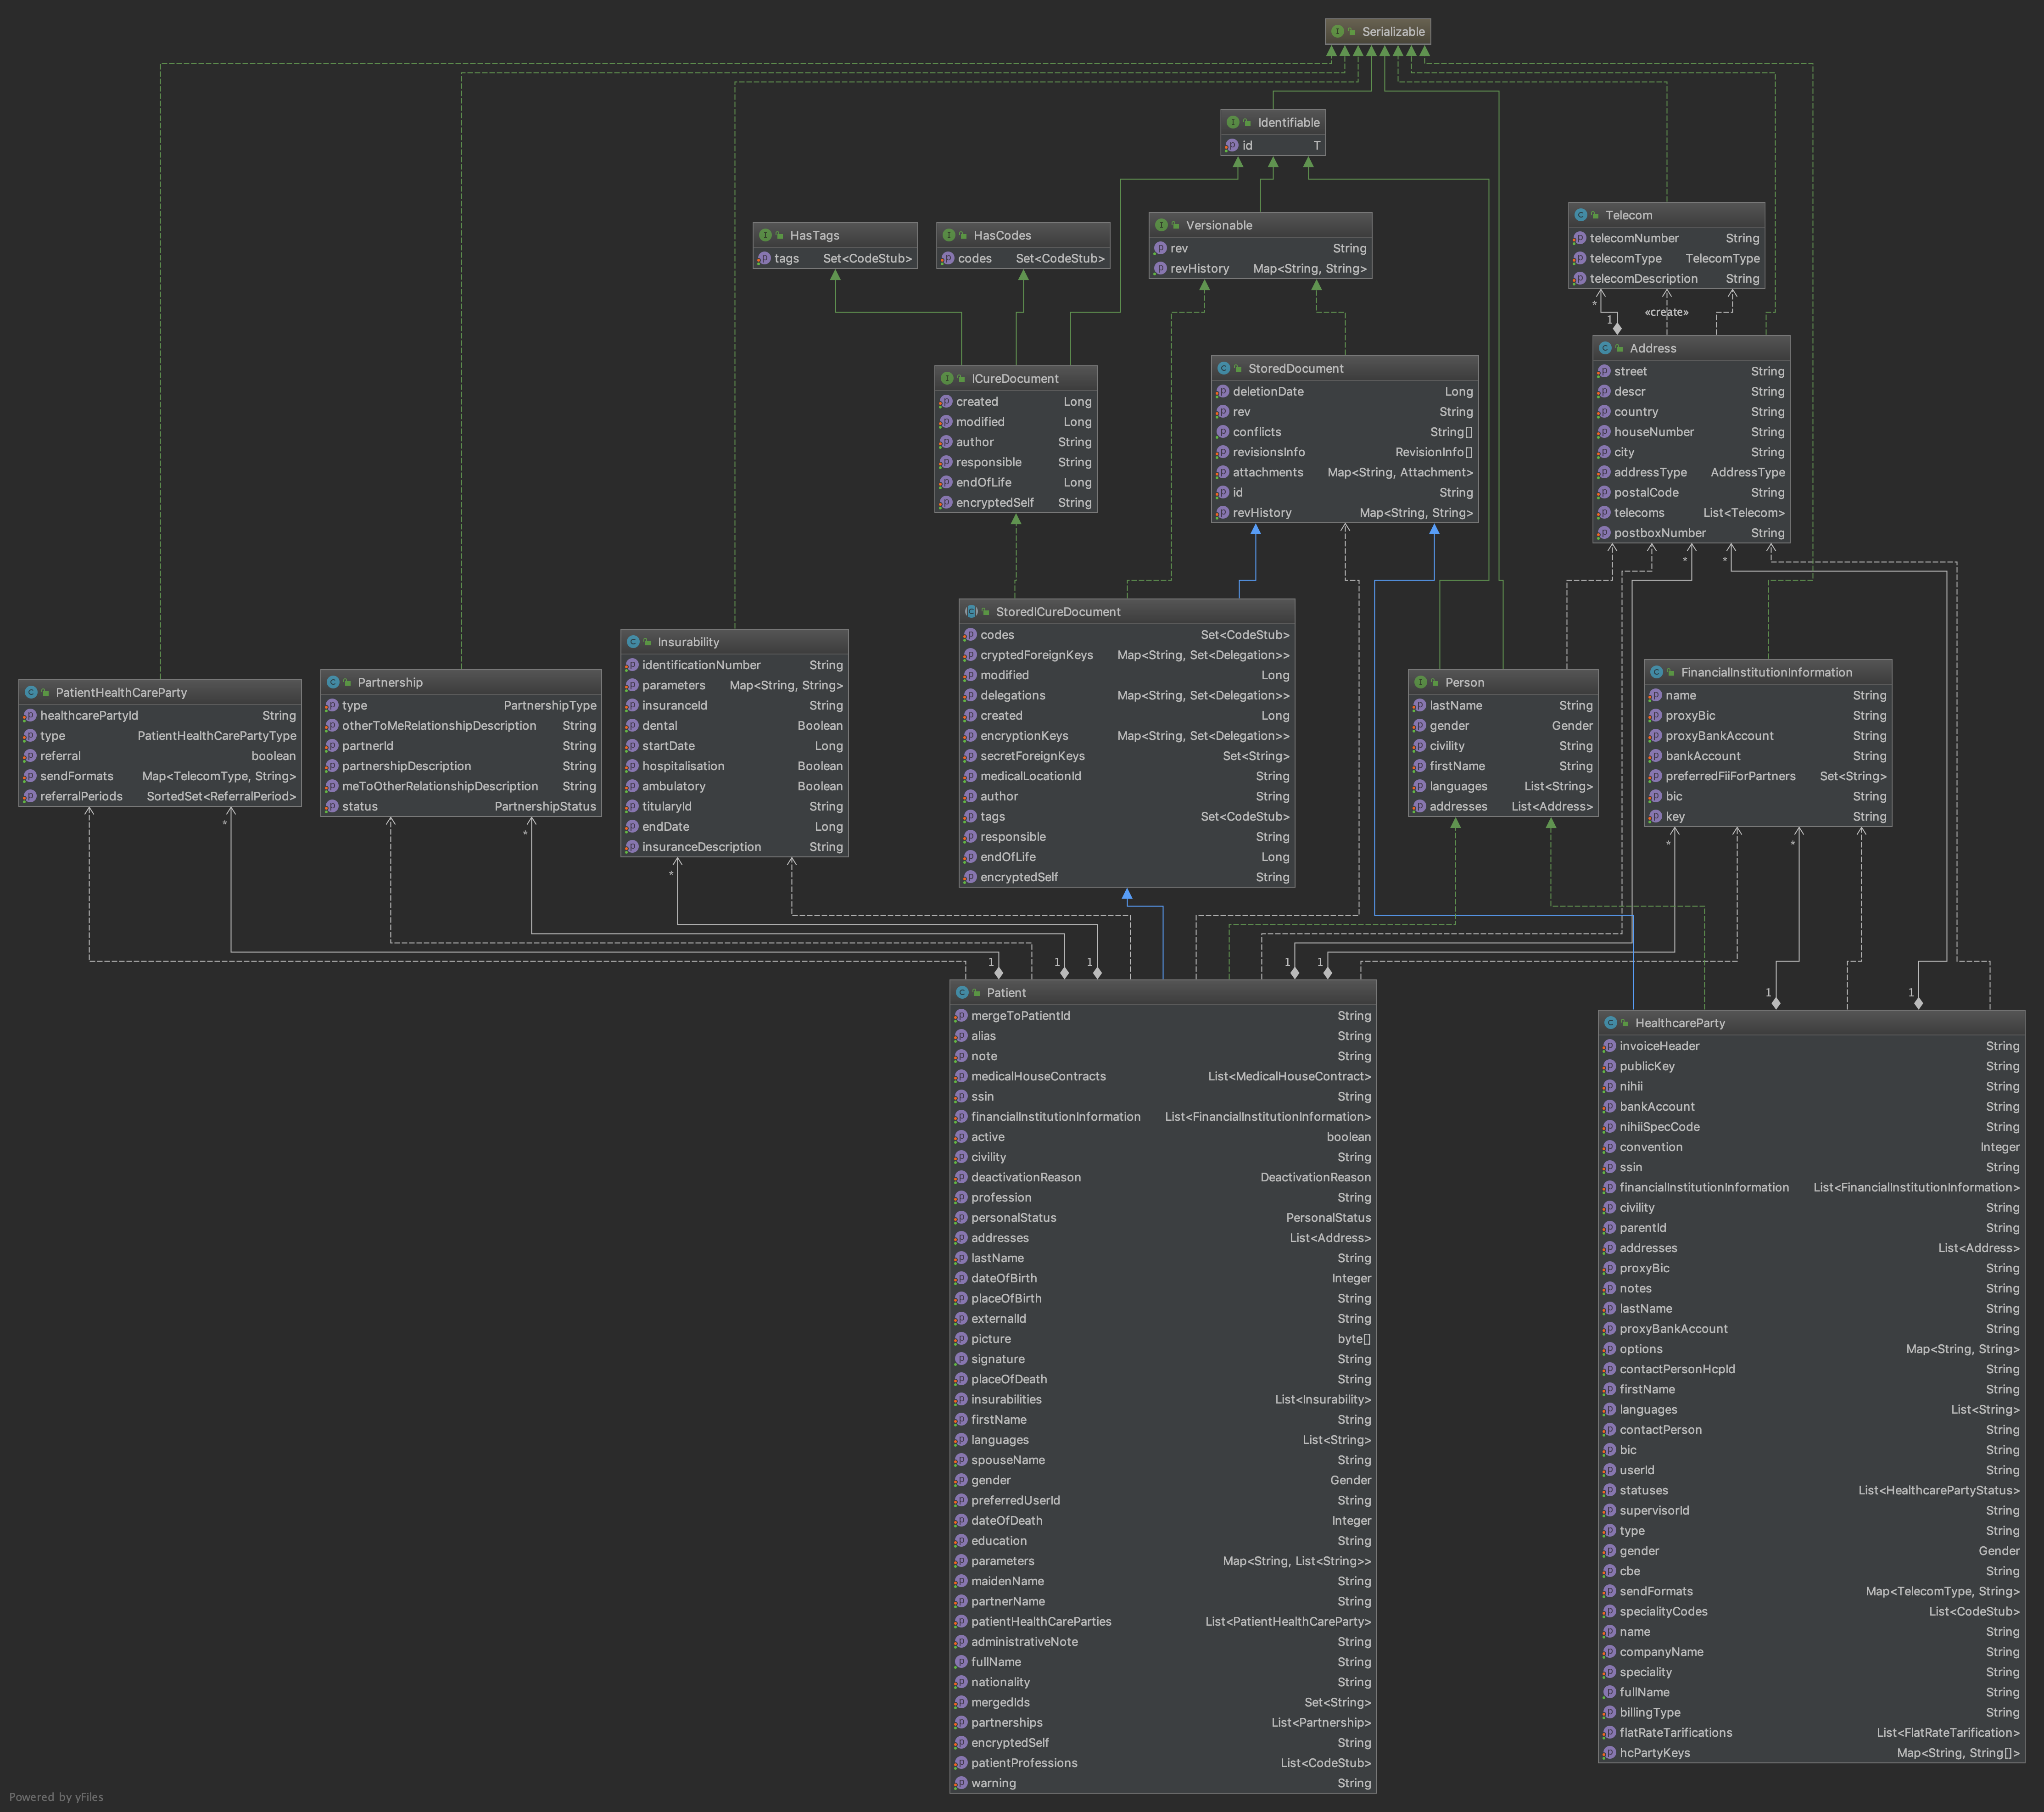 Serializable
Identifiable
id T
HasTags
tags Set<CodeStub>
HasCodes
codes Set<CodeStub>
Versionable
rev String
revHistory Map<String, String>
Telecom
telecomNumber String
telecomType TelecomType
telecomDescription String
*
«create»
1
ICureDocument
created Long
modified Long
author String
responsible String
endOfLife Long
encryptedSelf String
StoredDocument
deletionDate Long
rev String
conflicts String[]
revisionsInfo RevisionInfo[]
attachments Map<String, Attachment>
id String
revHistory Map<String, String>
Address
street String
descr String
country String
houseNumber String
city String
addressType AddressType
postalCode String
telecoms List<Telecom>
postboxNumber String
* *
PatientHealthCareParty
healthcarePartyId String
type PatientHealthCarePartyType
referral boolean
sendFormats Map<TelecomType, String>
referralPeriods SortedSet<ReferralPeriod>
*
Partnership
type PartnershipType
otherToMeRelationshipDescription String
partnerId String
partnershipDescription String
meToOtherRelationshipDescription String
status PartnershipStatus
*
Insurability
identificationNumber String
parameters Map<String, String>
insuranceId String
dental Boolean
startDate Long
hospitalisation Boolean
ambulatory Boolean
titularyId String
endDate Long
insuranceDescription String
*
StoredICureDocument
codes Set<CodeStub>
cryptedForeignKeys Map<String, Set<Delegation>>
modified Long
delegations Map<String, Set<Delegation>>
created Long
encryptionKeys Map<String, Set<Delegation>>
secretForeignKeys Set<String>
medicalLocationId String
author String
tags Set<CodeStub>
responsible String
endOfLife Long
encryptedSelf String
Person
lastName String
gender Gender
civility String
firstName String
languages List<String>
addresses List<Address>
FinancialInstitutionInformation
name String
proxyBic String
proxyBankAccount String
bankAccount String
preferredFiiForPartners Set<String>
bic String
key String
* *
1 1 1 1 1
Patient
mergeToPatientId String
alias String
note String
medicalHouseContracts List<MedicalHouseContract>
ssin String
financialInstitutionInformation List<FinancialInstitutionInformation>
active boolean
civility String
deactivationReason DeactivationReason
profession String
personalStatus PersonalStatus
addresses List<Address>
lastName String
dateOfBirth Integer
placeOfBirth String
externalId String
picture byte[]
signature String
placeOfDeath String
insurabilities List<Insurability>
firstName String
languages List<String>
spouseName String
gender Gender
preferredUserId String
dateOfDeath Integer
education String
parameters Map<String, List<String>>
maidenName String
partnerName String
patientHealthCareParties List<PatientHealthCareParty>
administrativeNote String
fullName String
nationality String
mergedIds Set<String>
partnerships List<Partnership>
encryptedSelf String
patientProfessions List<CodeStub>
warning String
1 1
HealthcareParty
invoiceHeader String
publicKey String
nihii String
bankAccount String
nihiiSpecCode String
convention Integer
ssin String
financialInstitutionInformation List<FinancialInstitutionInformation>
civility String
parentId String
addresses List<Address>
proxyBic String
notes String
lastName String
proxyBankAccount String
options Map<String, String>
contactPersonHcpId String
firstName String
languages List<String>
contactPerson String
bic String
userId String
statuses List<HealthcarePartyStatus>
supervisorId String
type String
gender Gender
cbe String
sendFormats Map<TelecomType, String>
specialityCodes List<CodeStub>
name String
companyName String
speciality String
fullName String
billingType String
flatRateTarifications List<FlatRateTarification>
hcPartyKeys Map<String, String[]>
Powered by yFiles